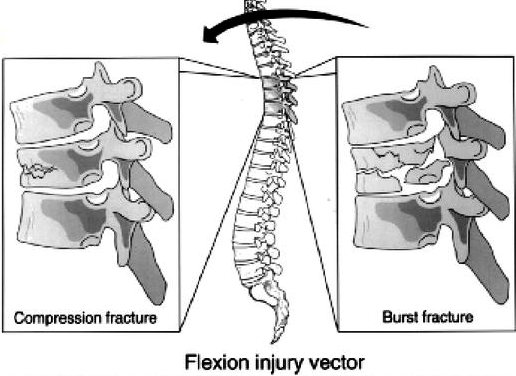 Compression fracture
Burst fracture
Flexion injury vector